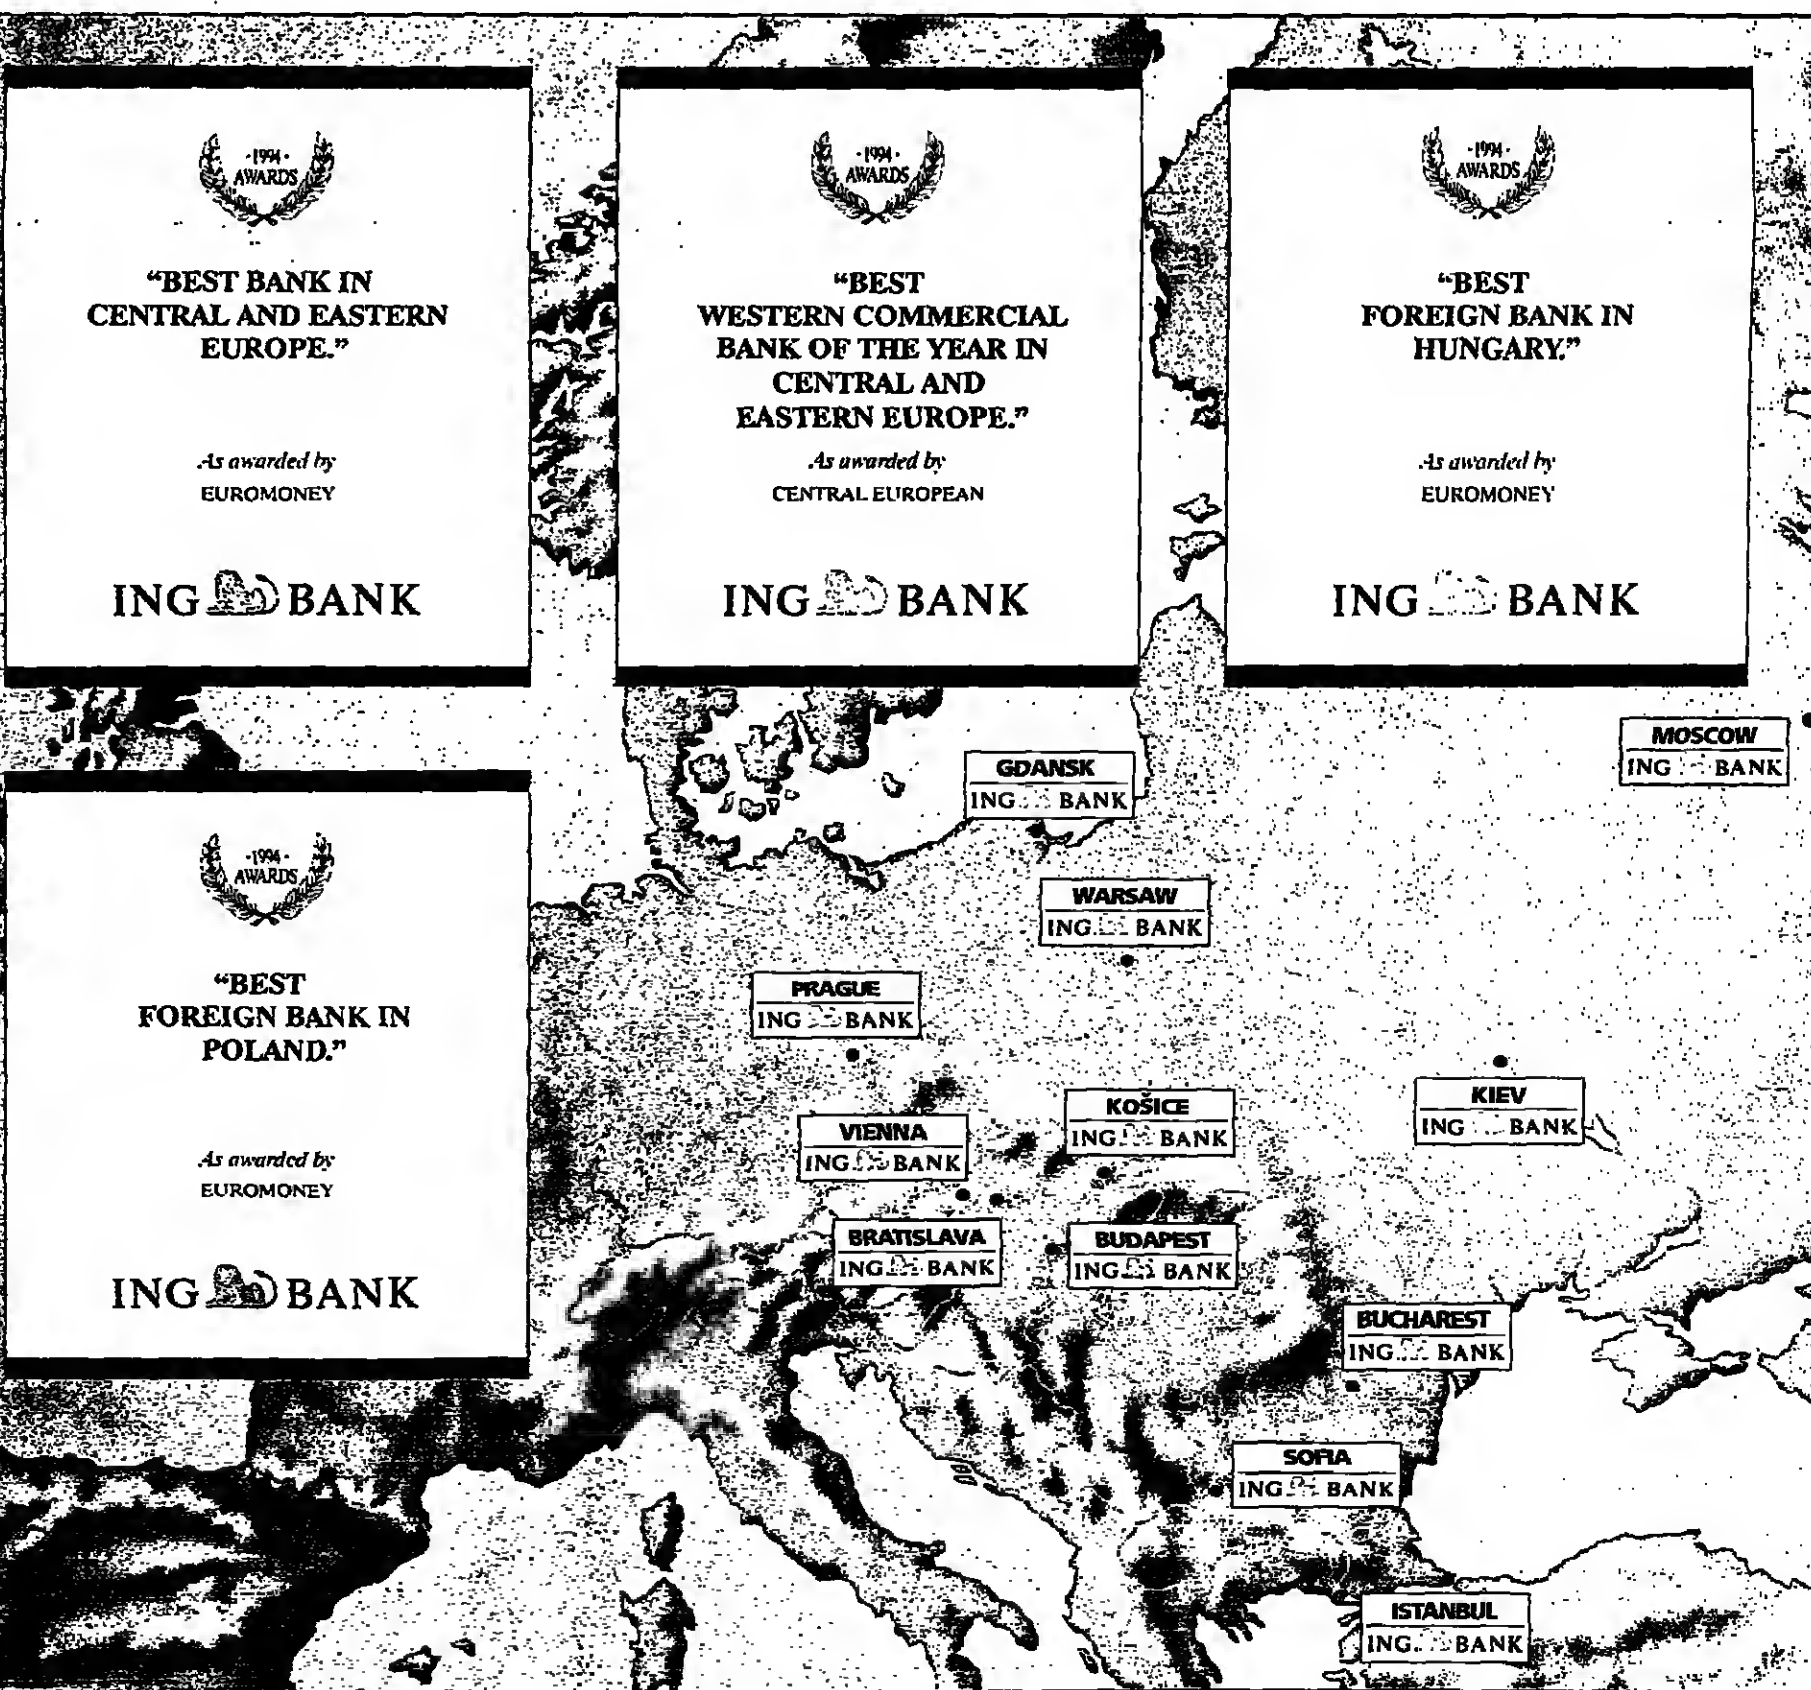 ·1994·
AWARDS
“BEST BANK IN
CENTRAL AND EASTERN
EUROPE.”
As awarded by
EUROMONEY
ING BANK
·1994·
AWARDS
“BEST
WESTERN COMMERCIAL
BANK OF THE YEAR IN
CENTRAL AND
EASTERN EUROPE.”
As awarded by
CENTRAL EUROPEAN
ING BANK
·1994·
AWARDS
“BEST
FOREIGN BANK IN
HUNGARY.”
As awarded by
EUROMONEY
ING BANK
·1994·
AWARDS
“BEST
FOREIGN BANK IN
POLAND.”
As awarded by
EUROMONEY
ING BANK
MOSCOW
ING BANK
GDANSK
ING BANK
WARSAW
ING BANK
PRAGUE
ING BANK
KIEV
ING BANK
KOŠICE
ING BANK
VIENNA
ING BANK
BRATISLAVA
ING BANK
BUDAPEST
ING BANK
BUCHAREST
ING BANK
SOFIA
ING BANK
ISTANBUL
ING BANK